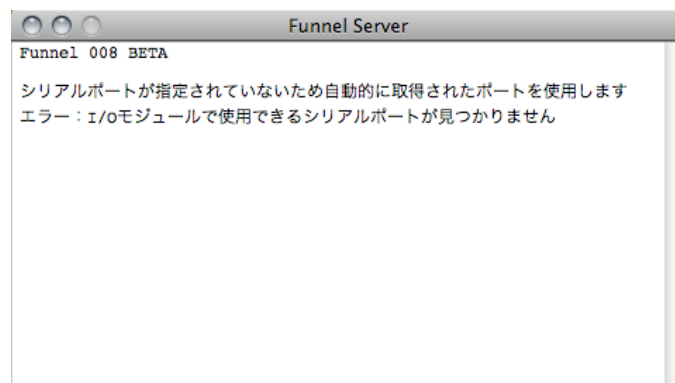 Funnel Server
Funnel 008 BETA
シリアルポートが指定されていないため自動的に取得されたポートを使用します
エラー：I/Oモジュールで使用できるシリアルポートが見つかりません